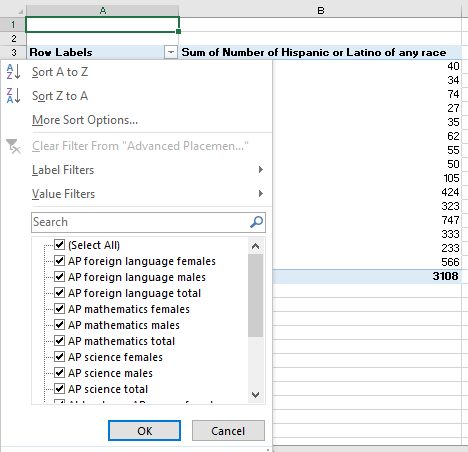 A B
1
2
3 Row Labels Sum of Number of Hispanic or Latino of any race
Sort A to Z
Sort Z to A
More Sort Options...
Clear Filter From "Advanced Placemen..."
Label Filters
Value Filters
Search
(Select All)
AP foreign language females
AP foreign language males
AP foreign language total
AP mathematics females
AP mathematics males
AP mathematics total
AP science females
AP science males
AP science total
OK Cancel
40
34
74
27
35
62
55
50
105
424
323
747
333
233
566
3108